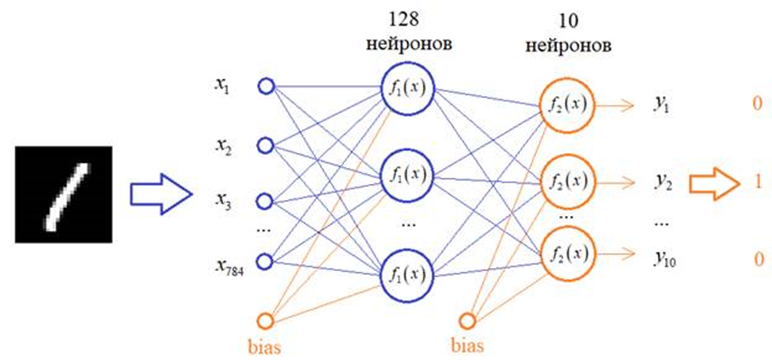 128
нейронов
10
нейронов
x1
x2
x3
...
x784
bias
f1(x)
f1(x)
...
f1(x)
bias
f2(x)
f2(x)
...
f2(x)
y1
y2
...
y10
0
1
0